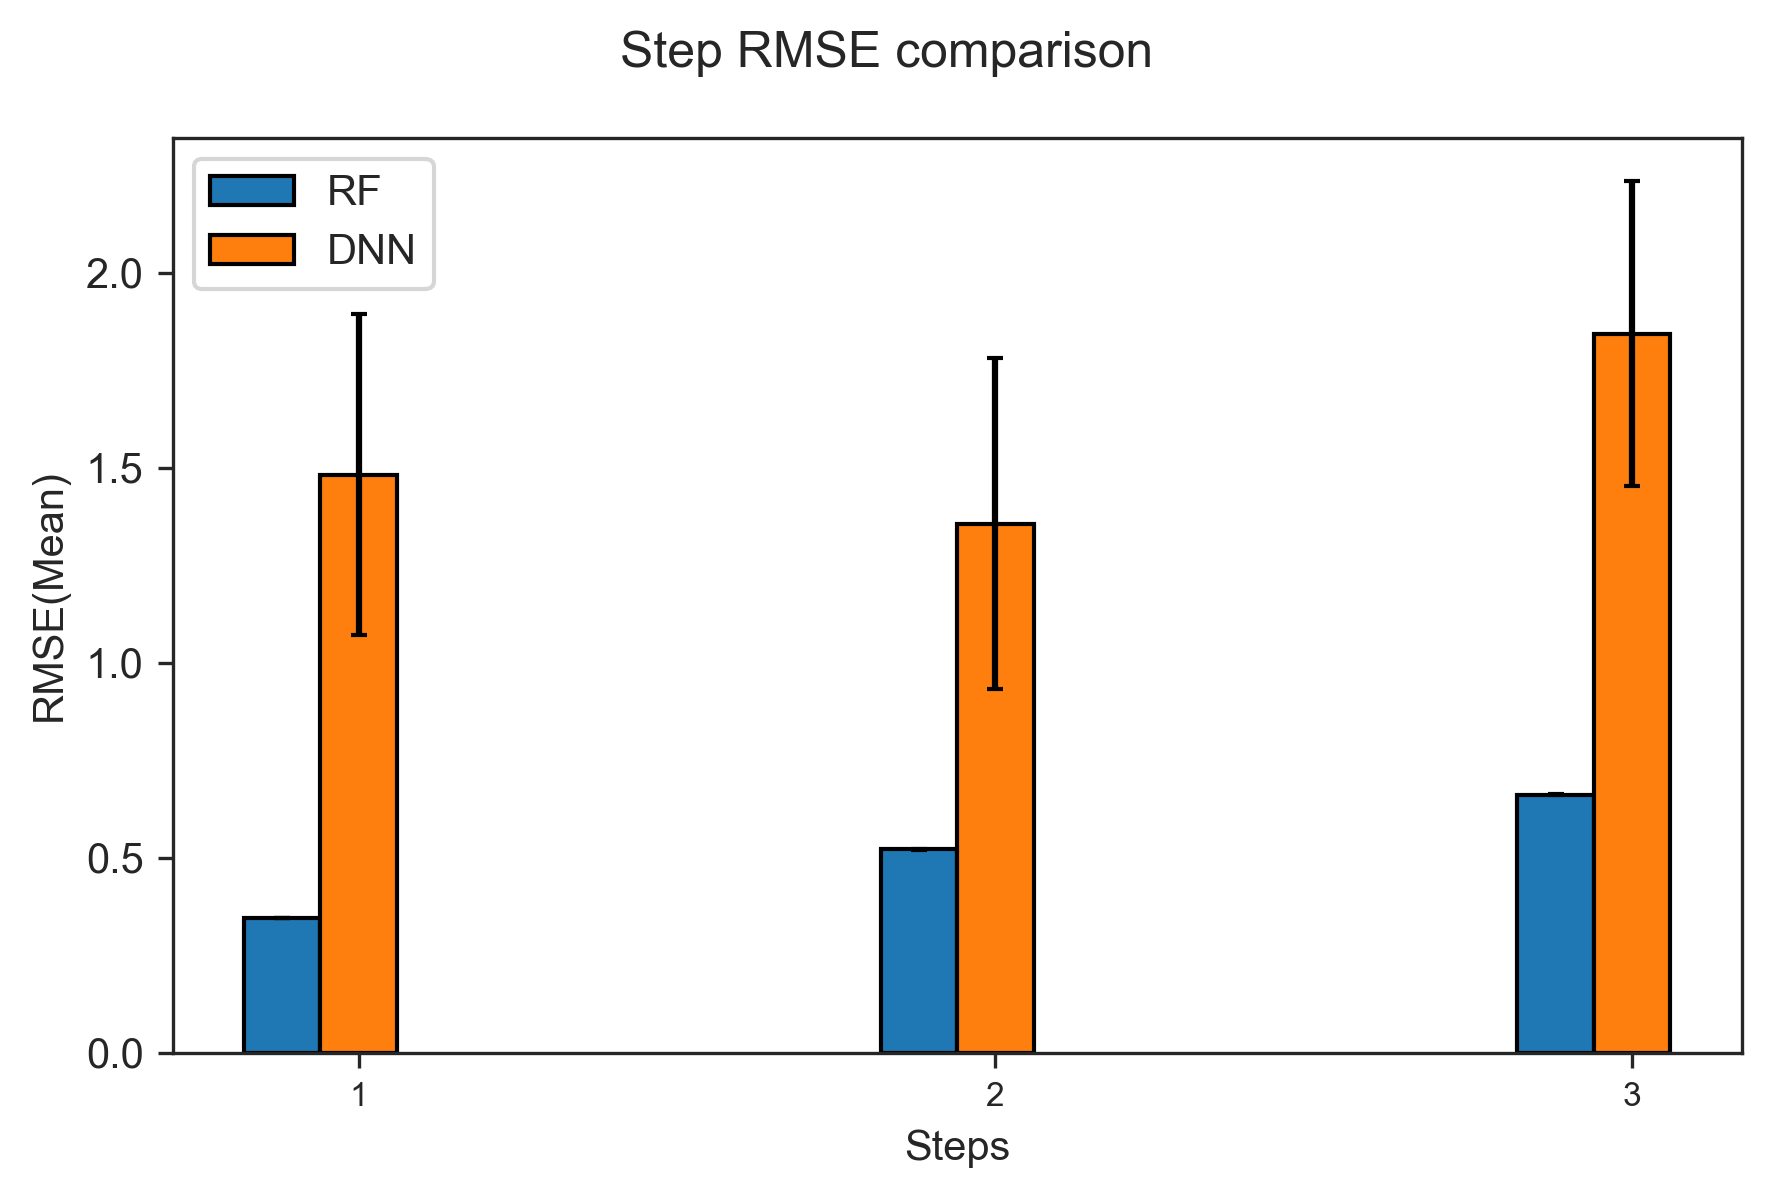 Step RMSE comparison
RF
DNN
RMSE(Mean)
2.0
1.5
1.0
0.5
0.0
1 2 3
Steps